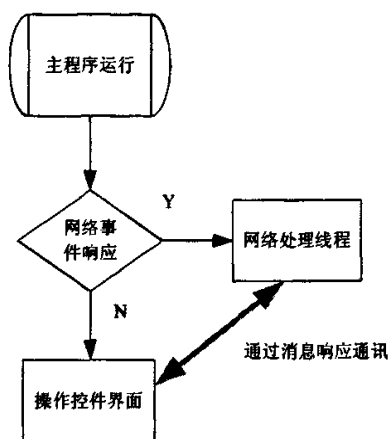 主程序运行
Y
网络事
件响应
网络处理线程
N
通过消息响应通讯
操作控件界面